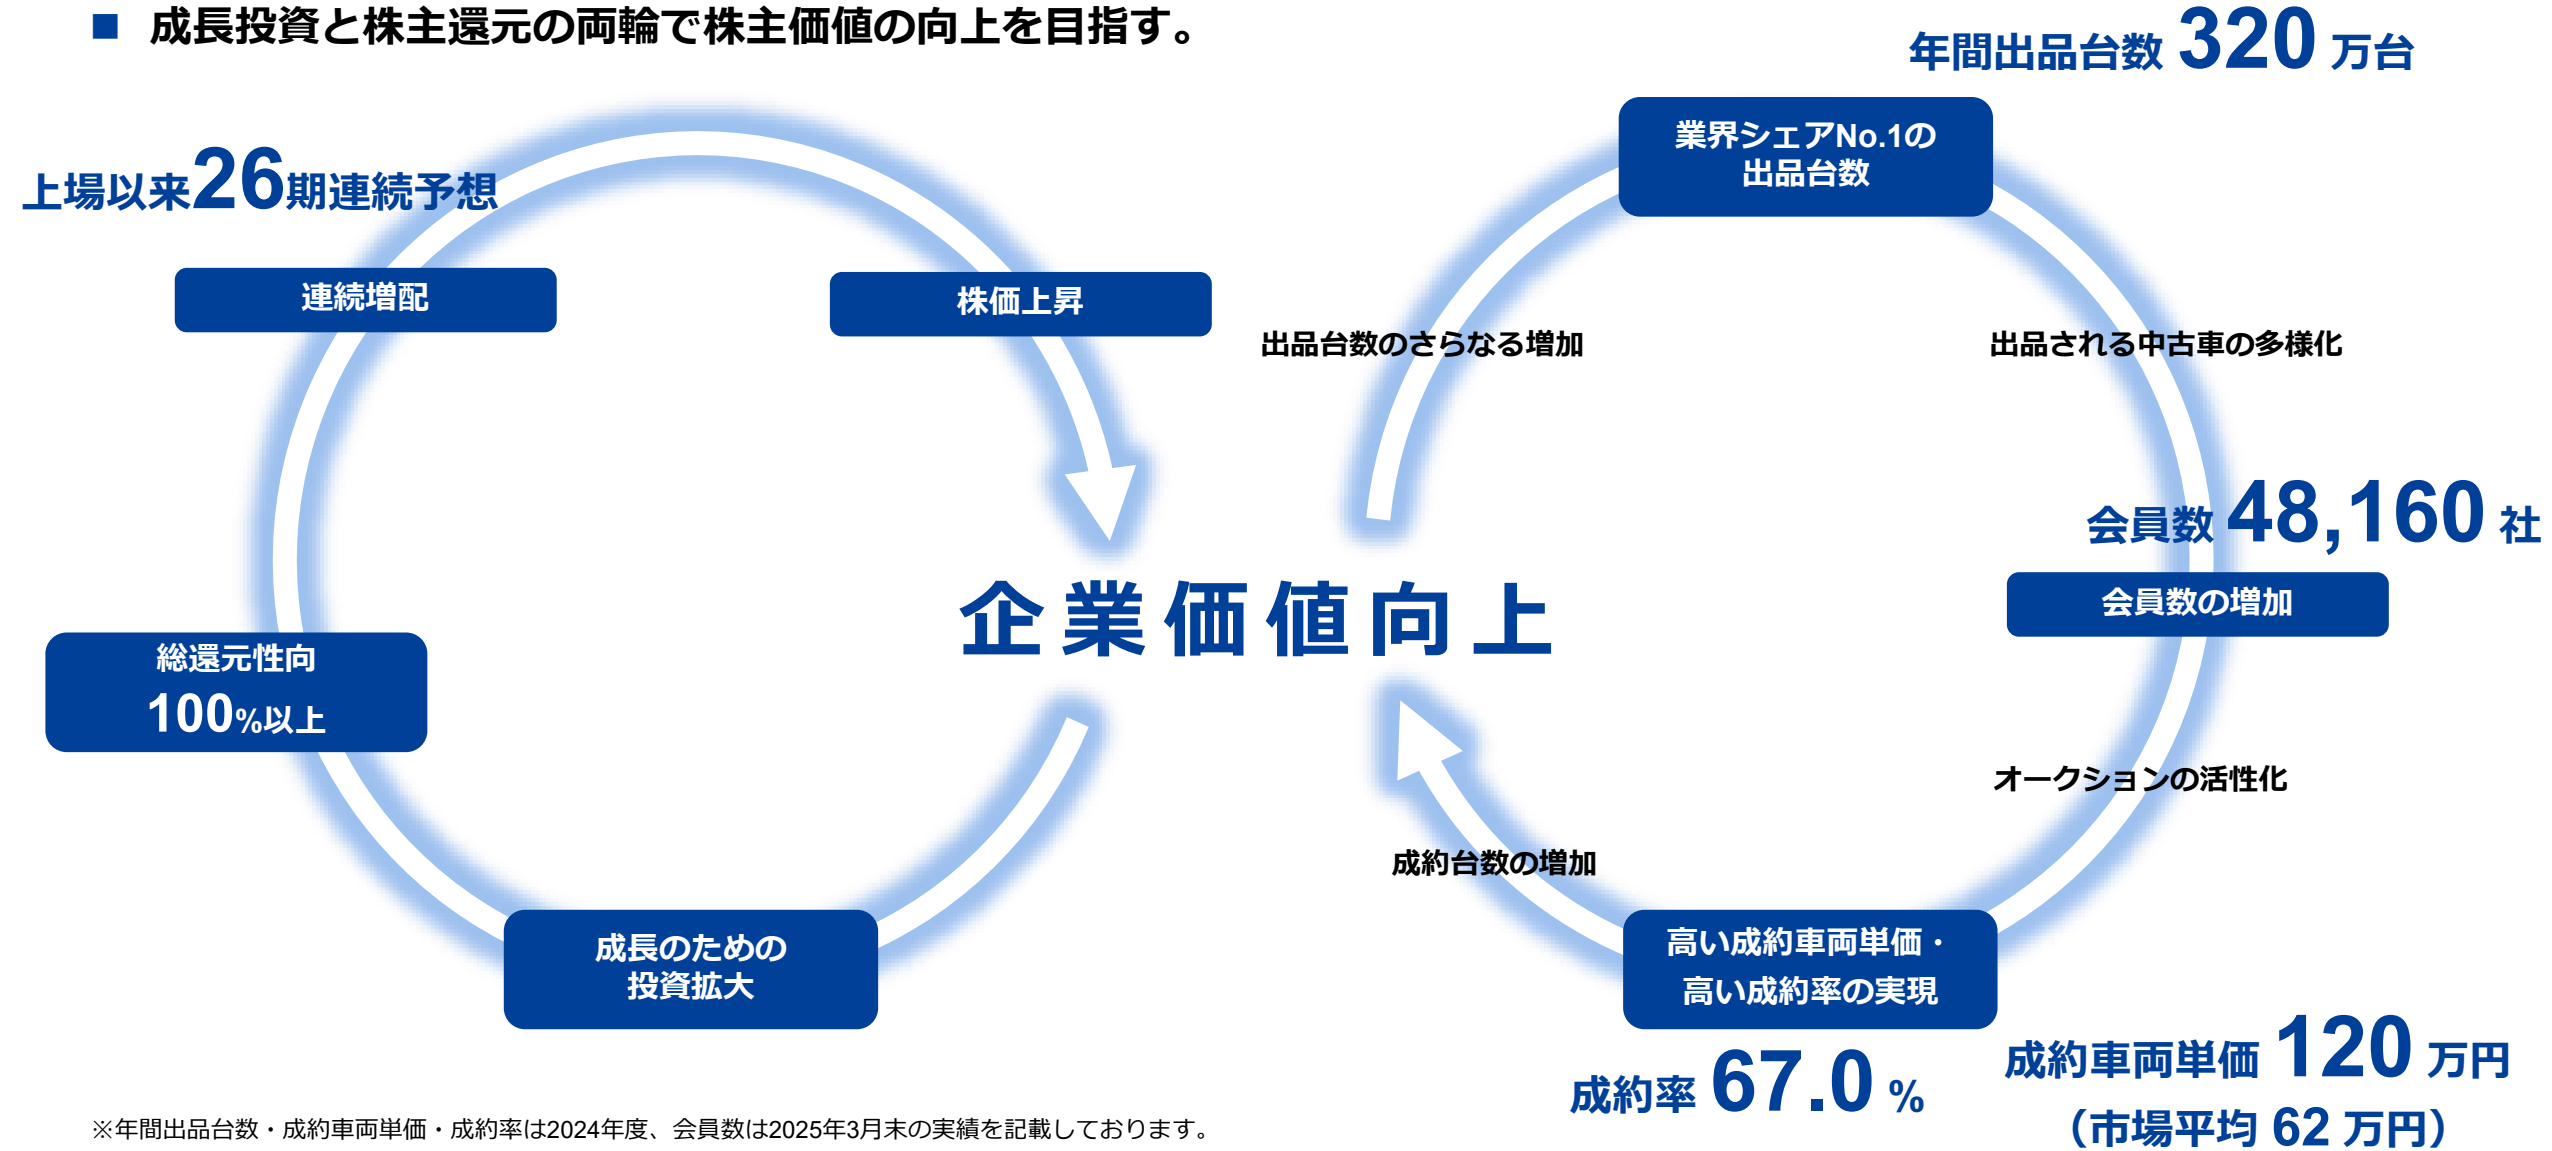 ■ 成長投資と株主還元の両輪で株主価値の向上を目指す。
年間出品台数 320 万台
業界シェアNo.1の
出品台数
上場以来26期連続予想
連続増配
株価上昇
出品台数のさらなる増加
出品される中古車の多様化
会員数 48,160 社
会員数の増加
企業価値向上
総還元性向
100%以上
オークションの活性化
成約台数の増加
成長のための
投資拡大
高い成約車両単価・
高い成約率の実現
成約率 67.0 %
成約車両単価 120 万円
（市場平均 62 万円）
※年間出品台数・成約車両単価・成約率は2024年度、会員数は2025年3月末の実績を記載しております。